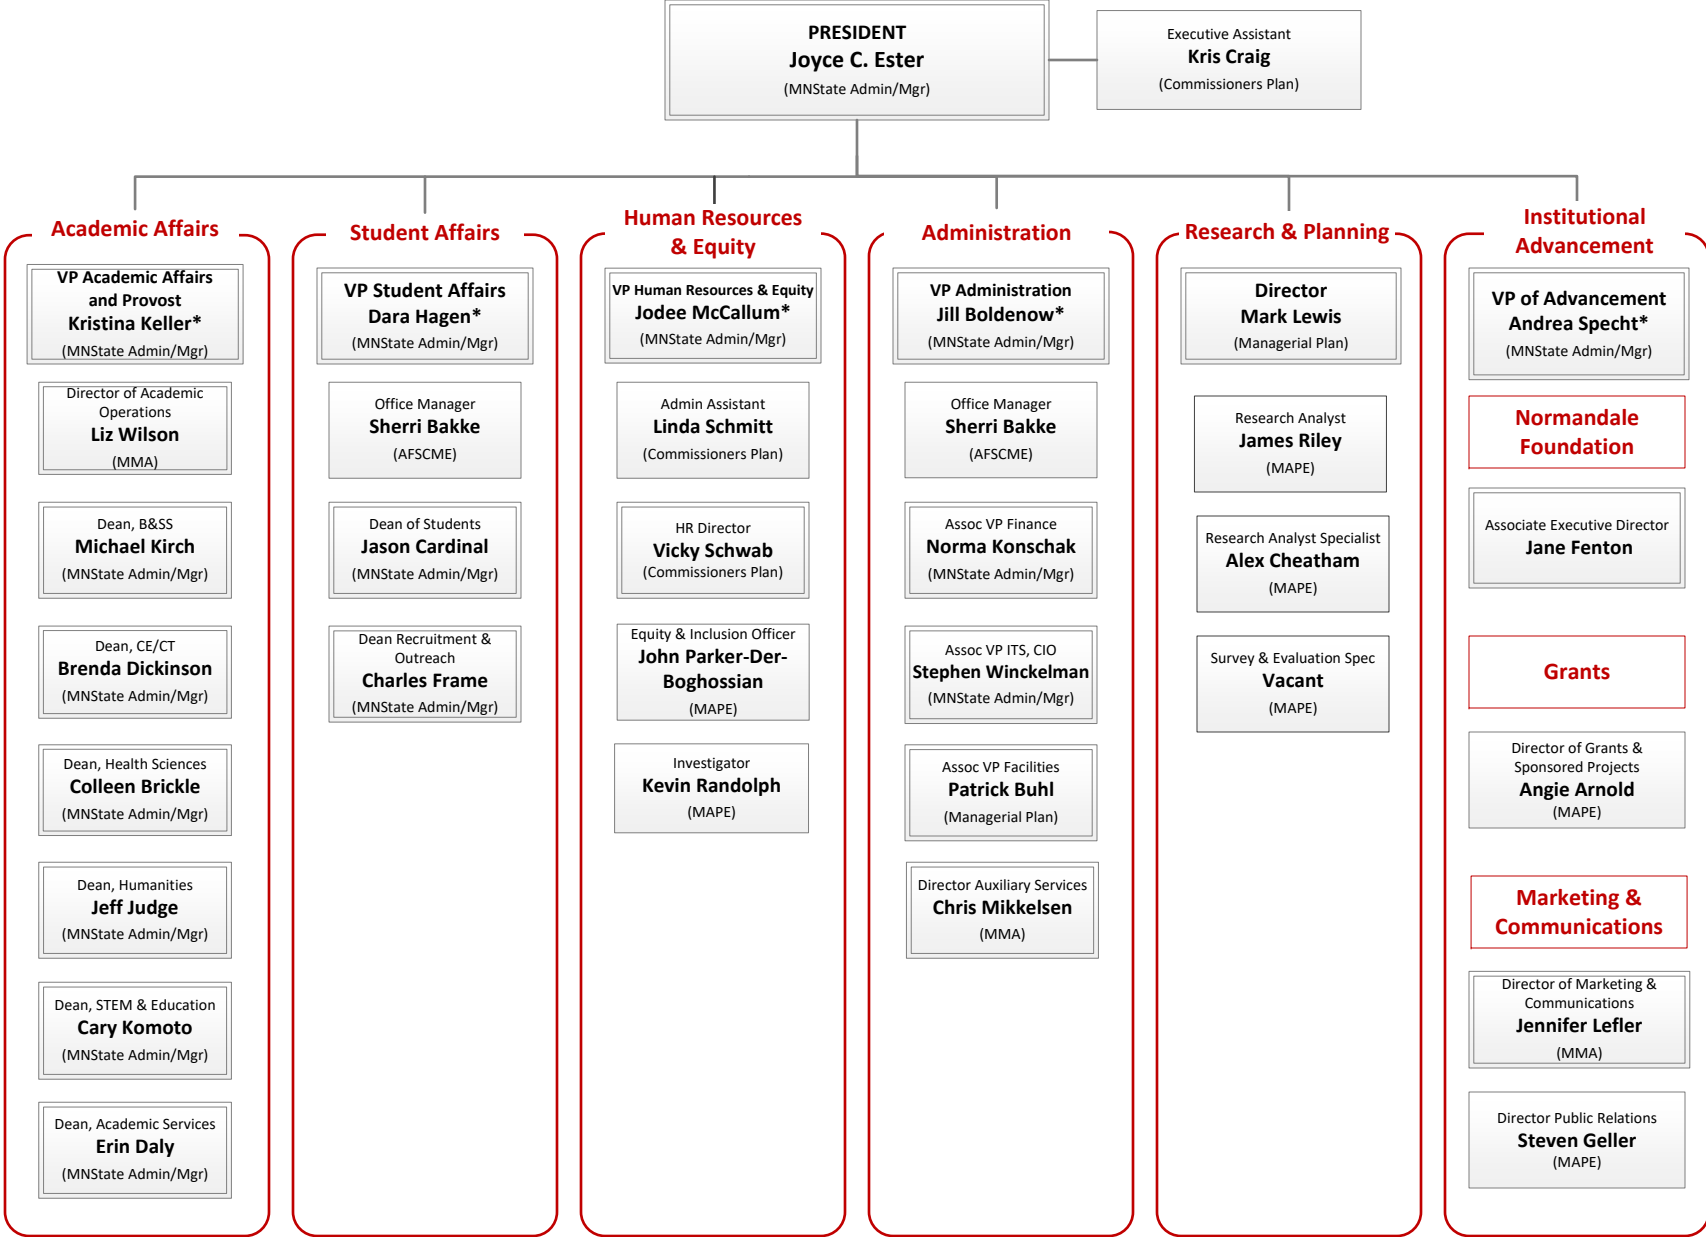 PRESIDENT
Joyce C. Ester
(MNState Admin/Mgr)
Executive Assistant
Kris Craig
(Commissioners Plan)
Academic Affairs
VP Academic Affairs
and Provost
Kristina Keller*
(MNState Admin/Mgr)
Director of Academic
Operations
Liz Wilson
(MMA)
Dean, B&SS
Michael Kirch
(MNState Admin/Mgr)
Dean, CE/CT
Brenda Dickinson
(MNState Admin/Mgr)
Dean, Health Sciences
Colleen Brickle
(MNState Admin/Mgr)
Dean, Humanities
Jeff Judge
(MNState Admin/Mgr)
Dean, STEM & Education
Cary Komoto
(MNState Admin/Mgr)
Dean, Academic Services
Erin Daly
(MNState Admin/Mgr)
Student Affairs
VP Student Affairs
Dara Hagen*
(MNState Admin/Mgr)
Office Manager
Sherri Bakke
(AFSCME)
Dean of Students
Jason Cardinal
(MNState Admin/Mgr)
Dean Recruitment &
Outreach
Charles Frame
(MNState Admin/Mgr)
Human Resources
& Equity
VP Human Resources & Equity
Jodee McCallum*
(MNState Admin/Mgr)
Admin Assistant
Linda Schmitt
(Commissioners Plan)
HR Director
Vicky Schwab
(Commissioners Plan)
Equity & Inclusion Officer
John Parker-Der-
Boghossian
(MAPE)
Investigator
Kevin Randolph
(MAPE)
Administration
VP Administration
Jill Boldenow*
(MNState Admin/Mgr)
Office Manager
Sherri Bakke
(AFSCME)
Assoc VP Finance
Norma Konschak
(MNState Admin/Mgr)
Assoc VP ITS, CIO
Stephen Winckelman
(MNState Admin/Mgr)
Assoc VP Facilities
Patrick Buhl
(Managerial Plan)
Director Auxiliary Services
Chris Mikkelsen
(MMA)
Research & Planning
Director
Mark Lewis
(Managerial Plan)
Research Analyst
James Riley
(MAPE)
Research Analyst Specialist
Alex Cheatham
(MAPE)
Survey & Evaluation Spec
Vacant
(MAPE)
Institutional
Advancement
VP of Advancement
Andrea Specht*
(MNState Admin/Mgr)
Normandale
Foundation
Associate Executive Director
Jane Fenton
Grants
Director of Grants &
Sponsored Projects
Angie Arnold
(MAPE)
Marketing &
Communications
Director of Marketing &
Communications
Jennifer Lefler
(MMA)
Director Public Relations
Steven Geller
(MAPE)